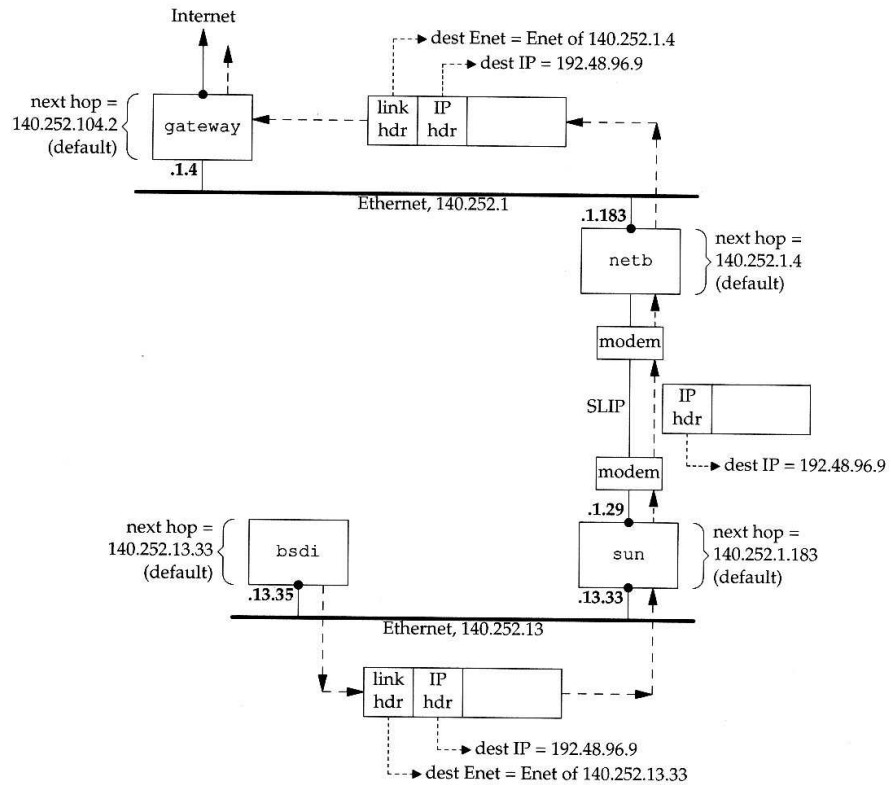 Internet
dest Enet = Enet of 140.252.1.4
dest IP = 192.48.96.9
next hop =
140.252.104.2
(default)
gateway
link
hdr
IP
hdr
.1.4
Ethernet, 140.252.1
.1.183
netb
next hop =
140.252.1.4
(default)
modem
SLIP
IP
hdr
dest IP = 192.48.96.9
modem
.1.29
next hop =
140.252.13.33
(default)
bsdi
sun
next hop =
140.252.1.183
(default)
.13.35
.13.33
Ethernet, 140.252.13
link
hdr
IP
hdr
dest IP = 192.48.96.9
dest Enet = Enet of 140.252.13.33